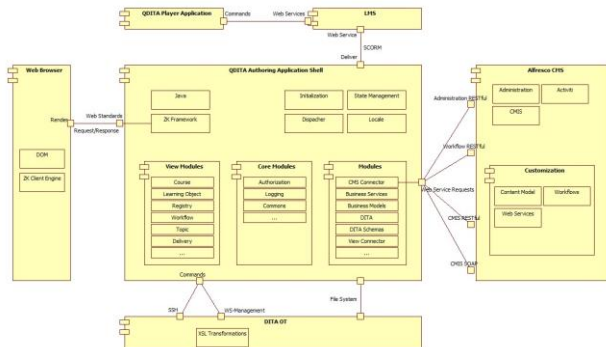 QDITA Player Application
Commands
Web Services
LMS
Web Service
SCORM
Deliver
Web Browser
QDITA Authoring Application Shell
Alfresco CMS
Java
Initialization
State Management
ZK Framework
Dispacher
Locale
Render
Web Standards
Request/Response
Administration RESTful
Administration
Activiti
CMIS
DOM
ZK Client Engine
Workflow RESTful
View Modules
Course
Learning Object
Registry
Workflow
Topic
Delivery
...
Core Modules
Authorization
Logging
Commons
...
Modules
CMS Connector
Business Services
Business Models
DITA
DITA Schemas
View Connector
...
Web Service Requests
CMIS RESTful
CMIS SOAP
Customization
Content Model
Workflows
Web Services
Commands
SSH
WS-Management
File System
DITA OT
XSL Transformations